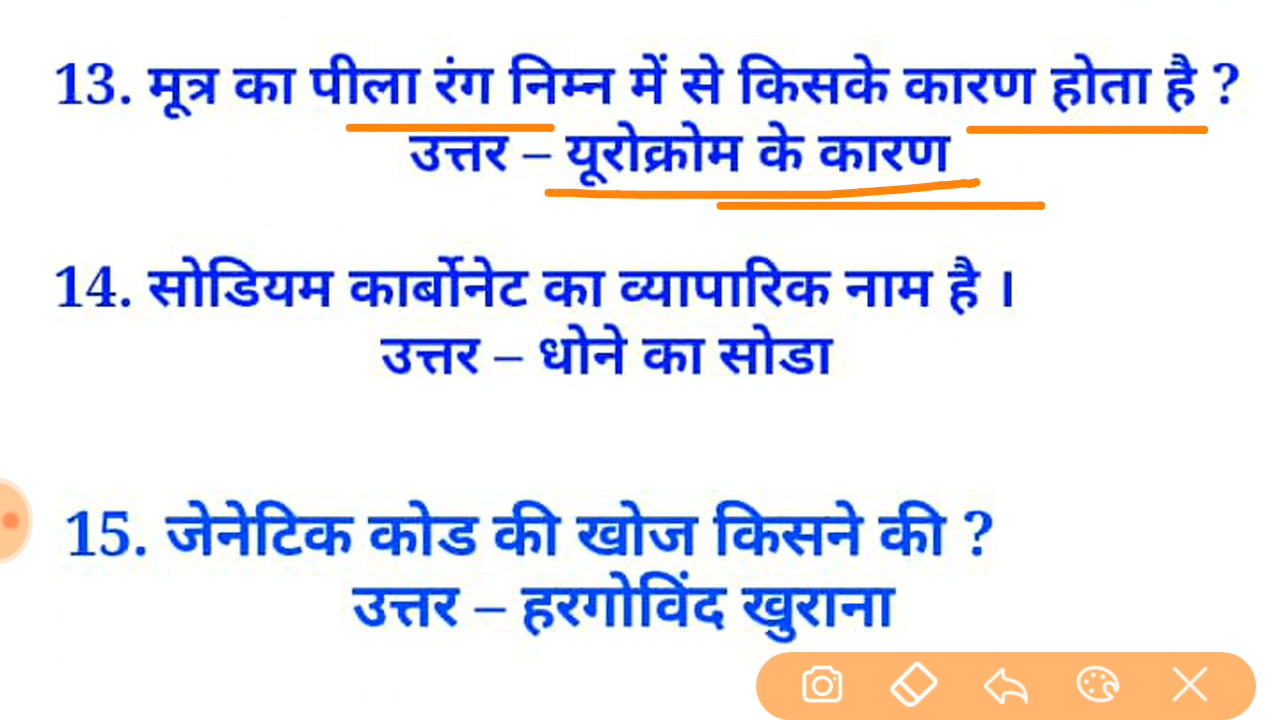 13. मूत्र का पीला रंग निम्न में से किसके कारण होता है ?
उत्तर – यूरोक्रोम के कारण
14. सोडियम कार्बोनेट का व्यापारिक नाम है ।
उत्तर – धोने का सोडा
15. जेनेटिक कोड की खोज किसने की ?
उत्तर – हरगोविंद खुराना